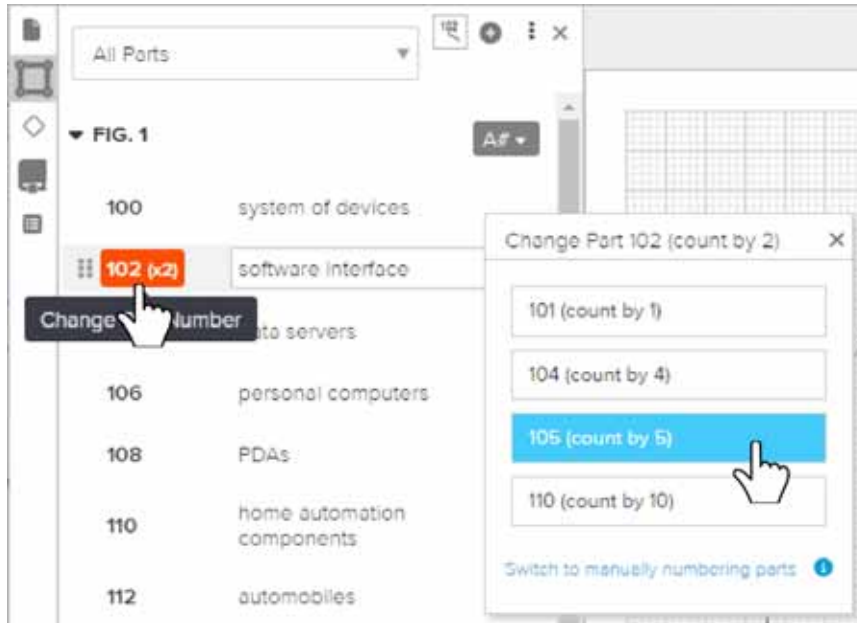 102
All Parts
FIG. 1
A#
100 system of devices
102 (x2) software interface
Change Number
data servers
106 personal computers
108 PDAs
110 home automation
components
112 automobiles
Change Part 102 (count by 2)
101 (count by 1)
104 (count by 4)
105 (count by 5)
110 (count by 10)
Switch to manually numbering parts